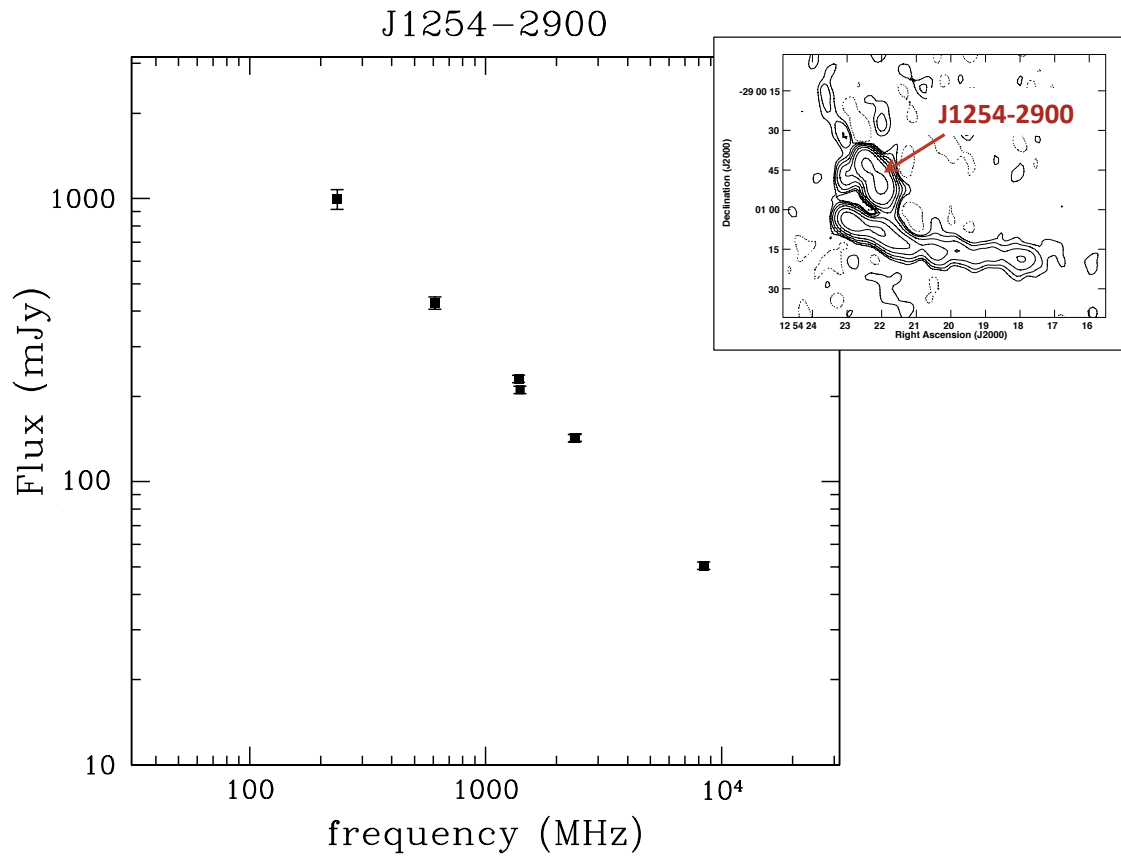 J1254−2900
1000
100
10
Flux (mJy)
100
1000
10⁴
frequency (MHz)
J1254-2900
-29 00 15
30
45
01 00
15
30
Declination (J2000)
12 54 24
23
22
21
20
19
18
17
16
Right Ascension (J2000)